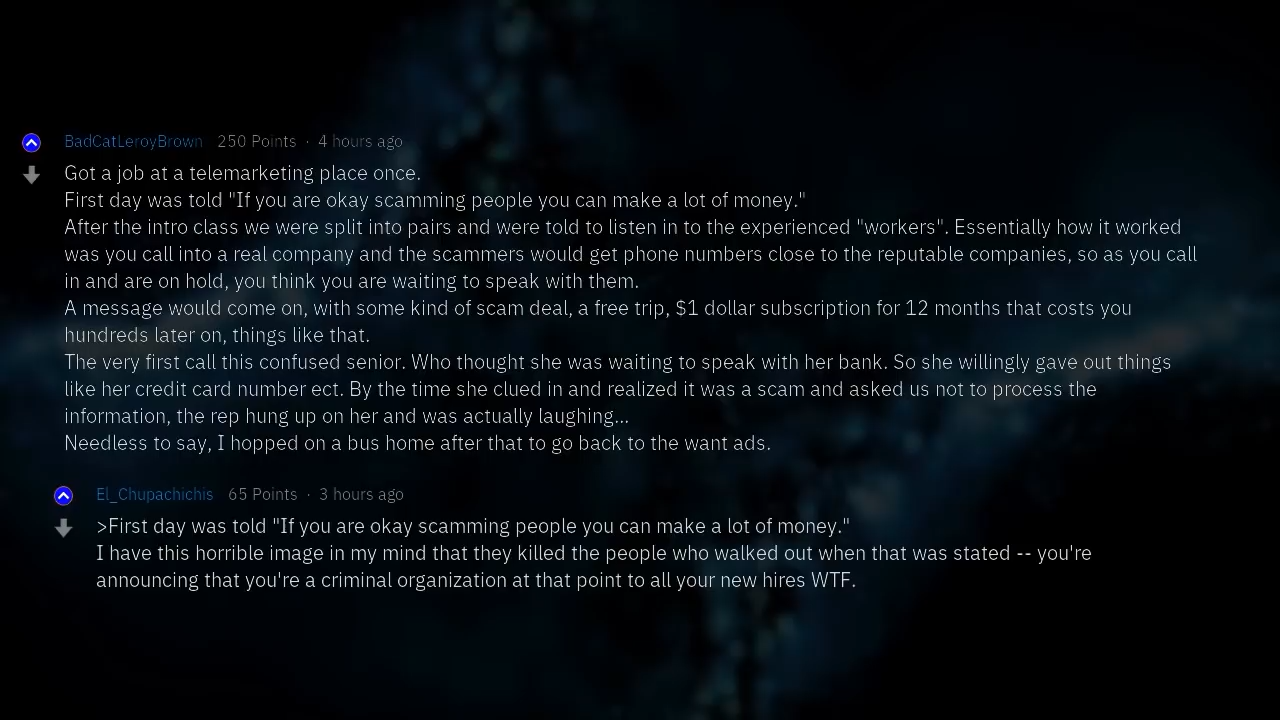 BadCatLeroyBrown 250 Points · 4 hours ago
Got a job at a telemarketing place once.
First day was told "If you are okay scamming people you can make a lot of money."
After the intro class we were split into pairs and were told to listen in to the experienced "workers". Essentially how it worked
was you call into a real company and the scammers would get phone numbers close to the reputable companies, so as you call
in and are on hold, you think you are waiting to speak with them.
A message would come on, with some kind of scam deal, a free trip, $1 dollar subscription for 12 months that costs you
hundreds later on, things like that.
The very first call this confused senior. Who thought she was waiting to speak with her bank. So she willingly gave out things
like her credit card number ect. By the time she clued in and realized it was a scam and asked us not to process the
information, the rep hung up on her and was actually laughing...
Needless to say, I hopped on a bus home after that to go back to the want ads.
El_Chupachichis 65 Points · 3 hours ago
>First day was told "If you are okay scamming people you can make a lot of money."
I have this horrible image in my mind that they killed the people who walked out when that was stated -- you're
announcing that you're a criminal organization at that point to all your new hires WTF.